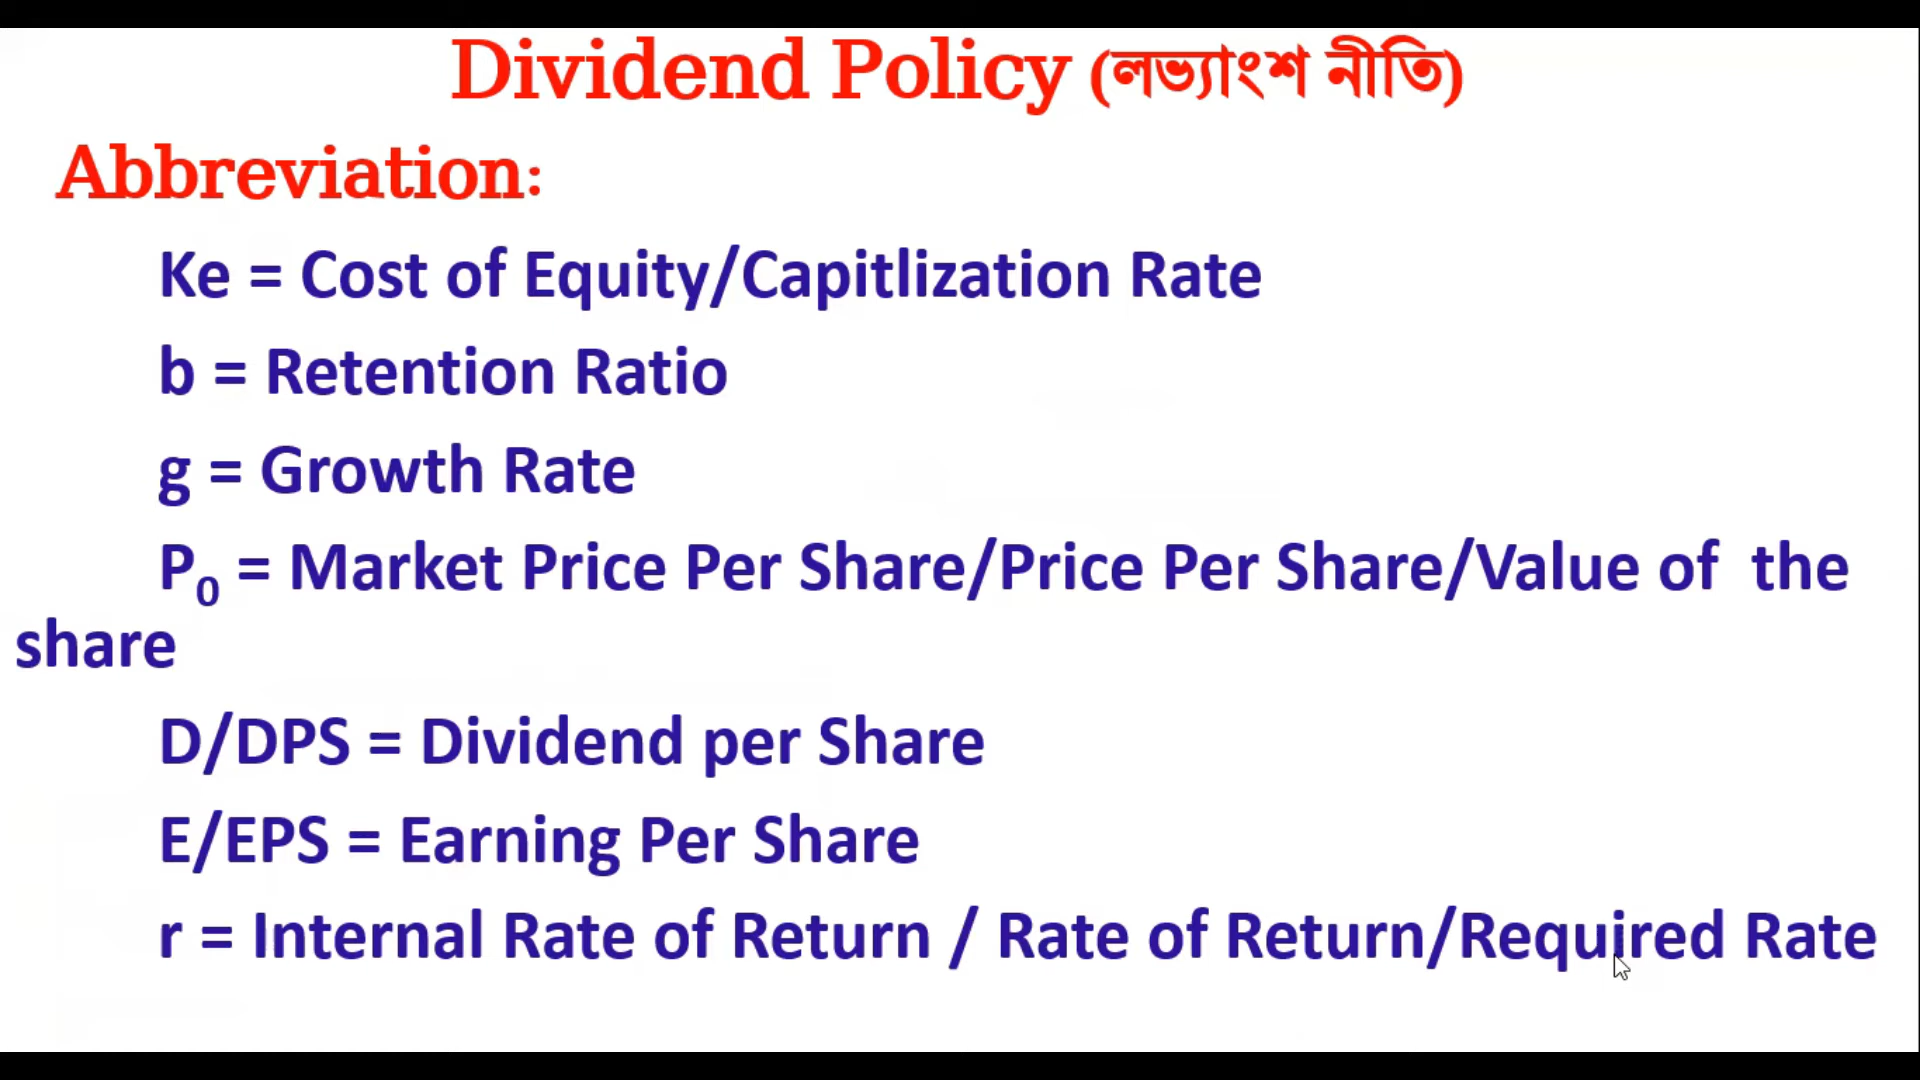 Dividend Policy (লভ্যাংশ নীতি)
Abbreviation:
Ke = Cost of Equity/Capitlization Rate
b = Retention Ratio
g = Growth Rate
P₀ = Market Price Per Share/Price Per Share/Value of the
share
D/DPS = Dividend per Share
E/EPS = Earning Per Share
r = Internal Rate of Return / Rate of Return/Required Rate